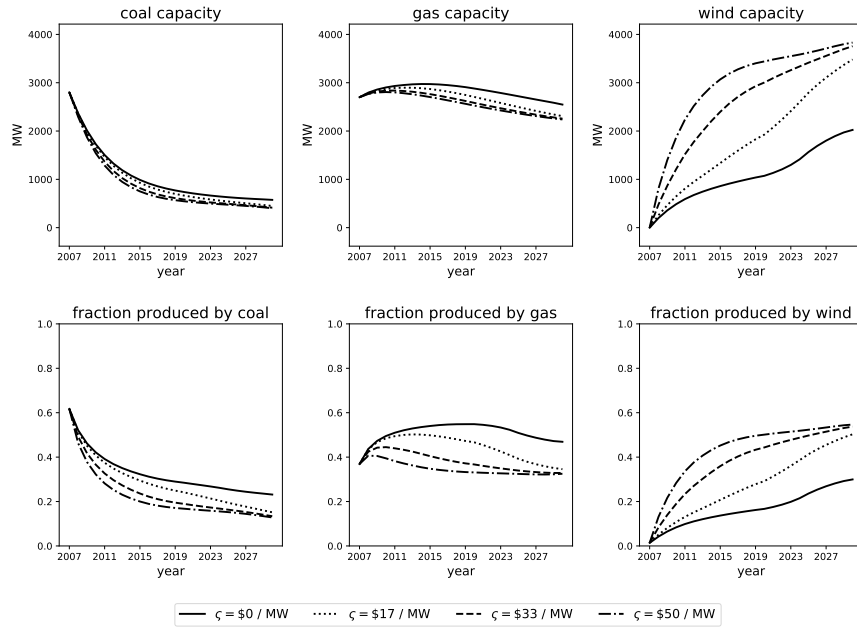 coal capacity
gas capacity
wind capacity
4000
3000
2000
1000
0
MW
2007 2011 2015 2019 2023 2027
year
4000
3000
2000
1000
0
MW
2007 2011 2015 2019 2023 2027
year
4000
3000
2000
1000
0
MW
2007 2011 2015 2019 2023 2027
year
fraction produced by coal
fraction produced by gas
fraction produced by wind
1.0
0.8
0.6
0.4
0.2
0.0
2007 2011 2015 2019 2023 2027
year
1.0
0.8
0.6
0.4
0.2
0.0
2007 2011 2015 2019 2023 2027
year
1.0
0.8
0.6
0.4
0.2
0.0
2007 2011 2015 2019 2023 2027
year
ς = $0 / MW ς = $17 / MW ς = $33 / MW ς = $50 / MW